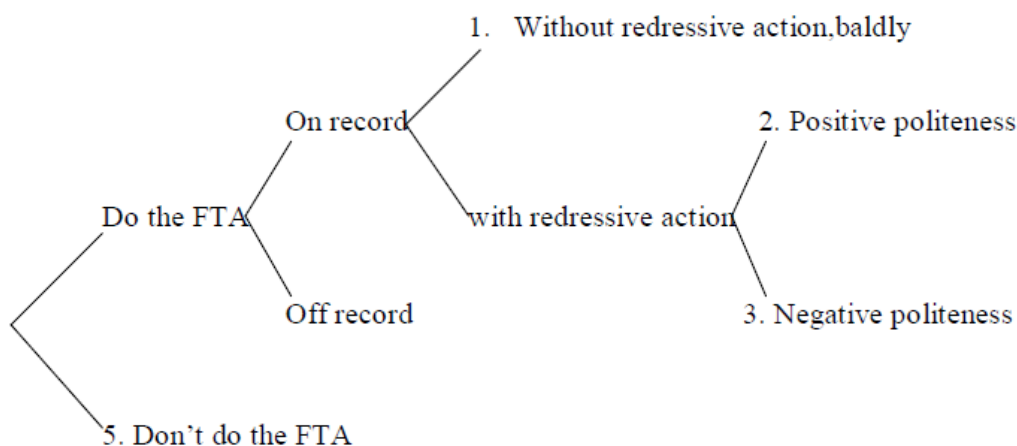 1. Without redressive action,baldly
On record
2. Positive politeness
Do the FTA
with redressive action
Off record
3. Negative politeness
5. Don't do the FTA